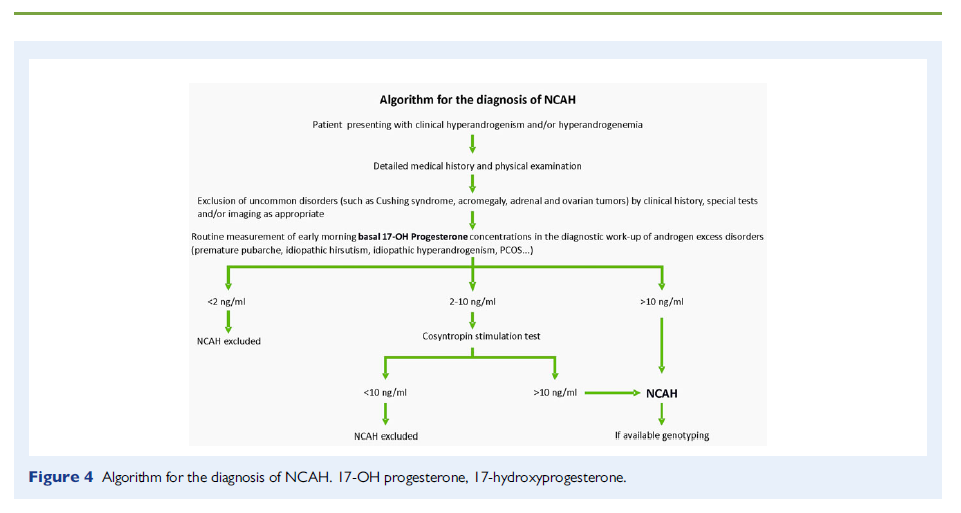 Algorithm for the diagnosis of NCAH
Patient presenting with clinical hyperandrogenism and/or hyperandrogenemia
Detailed medical history and physical examination
Exclusion of uncommon disorders (such as Cushing syndrome, acromegaly, adrenal and ovarian tumors) by clinical history, special tests
and/or imaging as appropriate
Routine measurement of early morning basal 17-OH Progesterone concentrations in the diagnostic work-up of androgen excess disorders
(premature pubarche, idiopathic hirsutism, idiopathic hyperandrogenism, PCOS...)
<2 ng/ml
2-10 ng/ml
>10 ng/ml
NCAH excluded
Cosyntropin stimulation test
<10 ng/ml
>10 ng/ml
NCAH
NCAH excluded
If available genotyping
Figure 4 Algorithm for the diagnosis of NCAH. 17-OH progesterone, 17-hydroxyprogesterone.